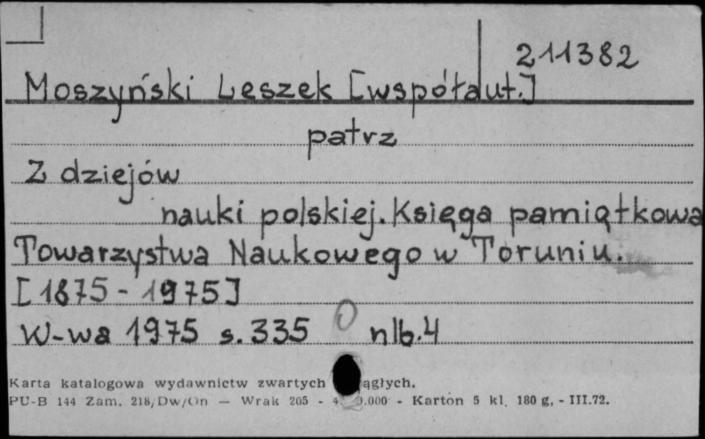 211382
Moszyński Leszek [współaut.]
patrz
Z dziejów
nauki polskiej. Księga pamiątkowa
Towarzystwa Naukowego w Toruniu.
[1875-1975]
W-wa 1975 s. 335 nlb. 4
Karta katalogowa wydawnictw zwartych
PU-B 144 Zam. 218/Dw/On — Wrak 205 - - Karton 5 kl. 180 g, - III.72.